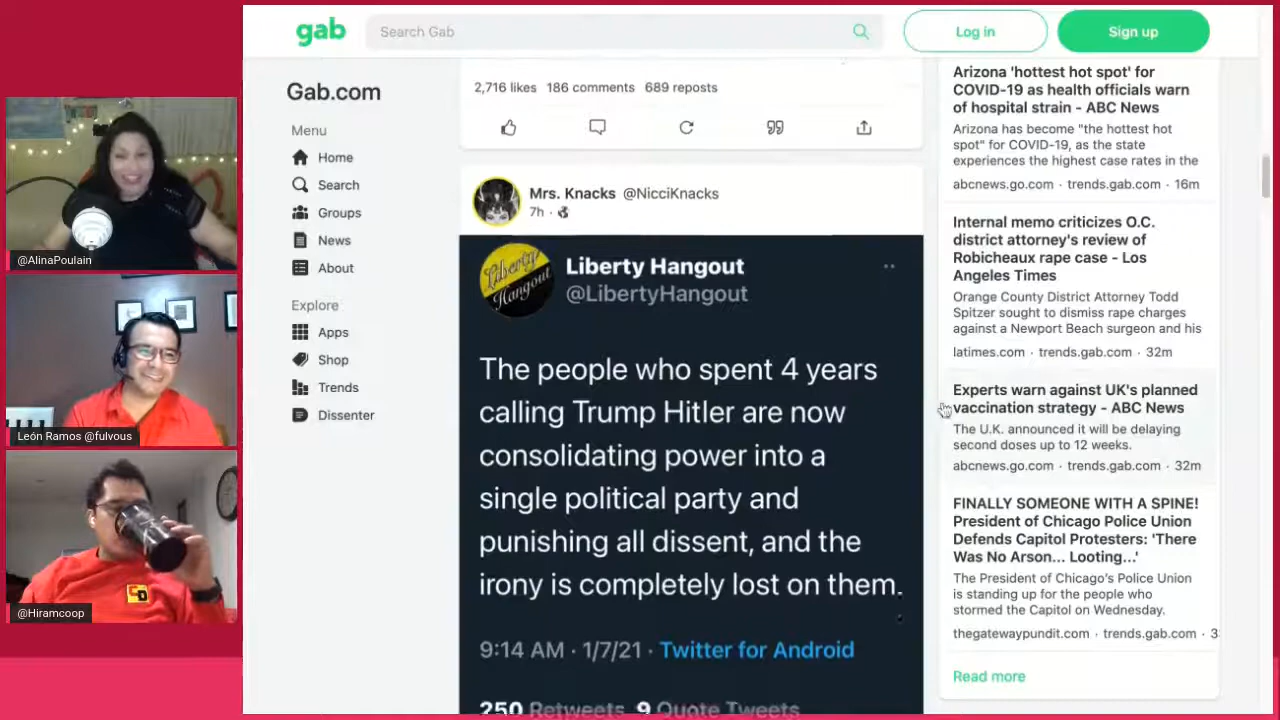 gab
Search Gab
Log in
Sign up
Gab.com
Menu
Home
Search
Groups
News
About
Explore
Apps
Shop
Trends
Dissenter
@AlinaPoulain
León Ramos @fulvous
@Hiramcoop
2,716 likes 186 comments 689 reposts
Mrs. Knacks @NicciKnacks
7h ·
Liberty Hangout
Liberty Hangout
@LibertyHangout
The people who spent 4 years
calling Trump Hitler are now
consolidating power into a
single political party and
punishing all dissent, and the
irony is completely lost on them.
9:14 AM · 1/7/21 · Twitter for Android
250 Retweets 9 Quote Tweets
Arizona 'hottest hot spot' for
COVID-19 as health officials warn
of hospital strain - ABC News
Arizona has become "the hottest hot
spot" for COVID-19, as the state
experiences the highest case rates in the
abcnews.go.com · trends.gab.com · 16m
Internal memo criticizes O.C.
district attorney's review of
Robicheaux rape case - Los
Angeles Times
Orange County District Attorney Todd
Spitzer sought to dismiss rape charges
against a Newport Beach surgeon and his
latimes.com · trends.gab.com · 32m
Experts warn against UK's planned
vaccination strategy - ABC News
The U.K. announced it will be delaying
second doses up to 12 weeks.
abcnews.go.com · trends.gab.com · 32m
FINALLY SOMEONE WITH A SPINE!
President of Chicago Police Union
Defends Capitol Protesters: 'There
Was No Arson... Looting...'
The President of Chicago's Police Union
is standing up for the people who
stormed the Capitol on Wednesday.
thegatewaypundit.com · trends.gab.com · 3
Read more